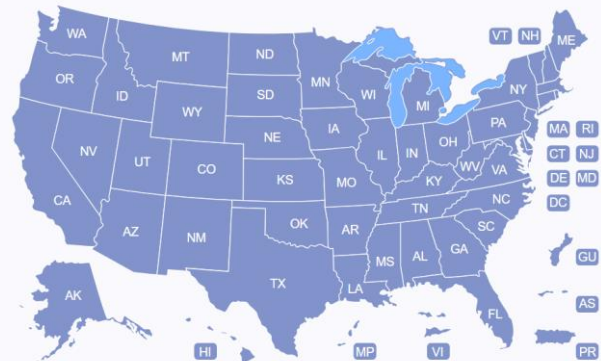 WA
MT
ND
MN
VT NH
ME
OR
ID
WY
SD
WI
MI
NY
NV
UT
CO
NE
IA
IL
IN
OH
PA
MA RI
CT NJ
DE MD
DC
CA
KS
MO
KY
WV
VA
AZ
NM
OK
AR
TN
NC
SC
TX
LA
MS
AL
GA
FL
GU
AS
AK
HI
MP
VI
PR